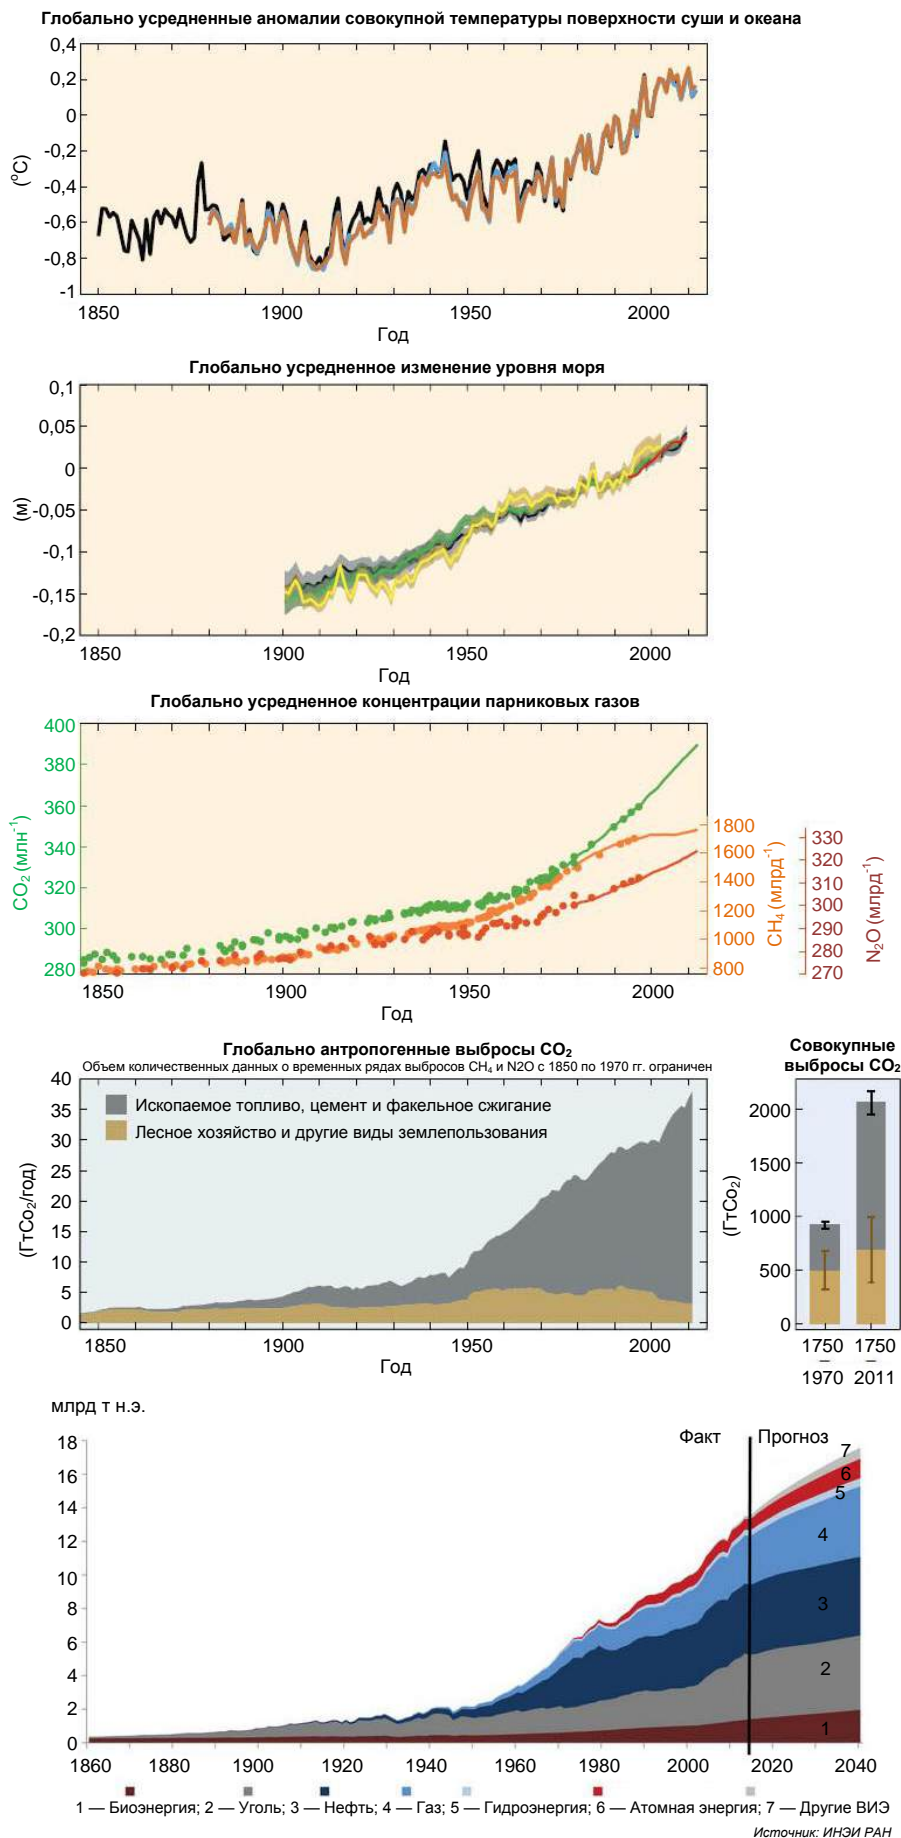 Глобально усредненные аномалии совокупной температуры поверхности суши и океана
0,4
0,2
0
-0,2
-0,4
-0,6
-0,8
-1
(°C)
1850 1900 1950 2000
Год
Глобально усредненное изменение уровня моря
0,1
0,05
0
-0,05
-0,1
-0,15
-0,2
(м)
1850 1900 1950 2000
Год
Глобально усредненное концентрации парниковых газов
400
380
360
340
320
300
280
CO₂ (млн⁻¹)
1800
1600
1400
1200
1000
800
CH₄ (млрд⁻¹)
330
320
310
300
290
280
270
N₂O (млрд⁻¹)
1850 1900 1950 2000
Год
Глобально антропогенные выбросы CO₂
Объем количественных данных о временных рядах выбросов CH₄ и N2O с 1850 по 1970 гг. ограничен
40
35
30
25
20
15
10
5
0
(ГтCo₂/год)
Ископаемое топливо, цемент и факельное сжигание
Лесное хозяйство и другие виды землепользования
1850 1900 1950 2000
Год
Совокупные
выбросы CO₂
2000
1500
1000
500
0
(ГтCo₂)
1750 1750
– –
1970 2011
млрд т н.э.
Факт Прогноз
18
16
14
12
10
8
6
4
2
0
7
6
5
4
3
2
1
1860 1880 1900 1920 1940 1960 1980 2000 2020 2040
1 — Биоэнергия; 2 — Уголь; 3 — Нефть; 4 — Газ; 5 — Гидроэнергия; 6 — Атомная энергия; 7 — Другие ВИЭ
Источник: ИНЭИ РАН